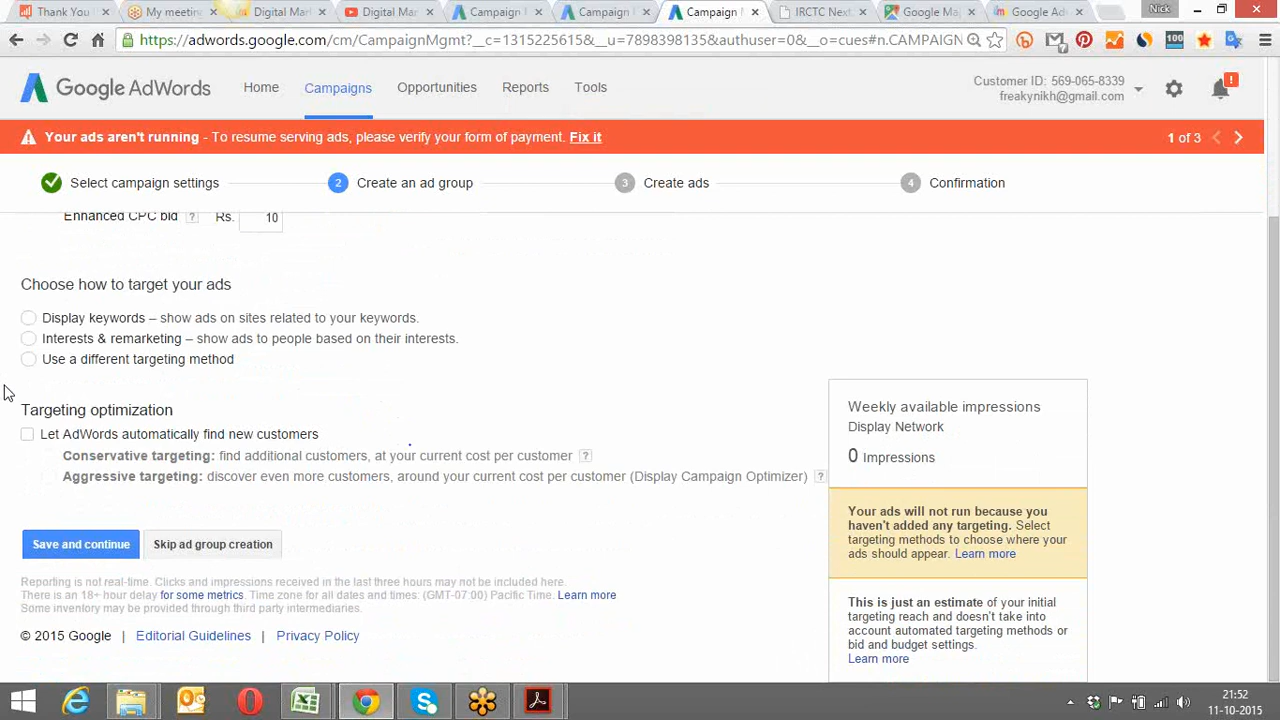 Thank You
My meetin
Digital Mar
Digital Mar
Campaign
Campaign
Campaign
IRCTC Next
Google Ma
Google Ad
Nick
https://adwords.google.com/cm/CampaignMgmt?__c=1315225615&__u=7898398135&authuser=0&__o=cues#n.CAMPAIGN
Google AdWords
Home
Campaigns
Opportunities
Reports
Tools
Customer ID: 569-065-8339
freakynikh@gmail.com
Your ads aren't running - To resume serving ads, please verify your form of payment. Fix it
1 of 3
Select campaign settings
2 Create an ad group
3 Create ads
4 Confirmation
Enhanced CPC bid ? Rs. 10
Choose how to target your ads
Display keywords – show ads on sites related to your keywords.
Interests & remarketing – show ads to people based on their interests.
Use a different targeting method
Targeting optimization
Let AdWords automatically find new customers
Conservative targeting: find additional customers, at your current cost per customer ?
Aggressive targeting: discover even more customers, around your current cost per customer (Display Campaign Optimizer) ?
Weekly available impressions
Display Network
0 Impressions
Your ads will not run because you
haven't added any targeting. Select
targeting methods to choose where your
ads should appear. Learn more
This is just an estimate of your initial
targeting reach and doesn't take into
account automated targeting methods or
bid and budget settings.
Learn more
Save and continue
Skip ad group creation
Reporting is not real-time. Clicks and impressions received in the last three hours may not be included here.
There is an 18+ hour delay for some metrics. Time zone for all dates and times: (GMT-07:00) Pacific Time. Learn more
Some inventory may be provided through third party intermediaries.
© 2015 Google | Editorial Guidelines | Privacy Policy
21:52
11-10-2015